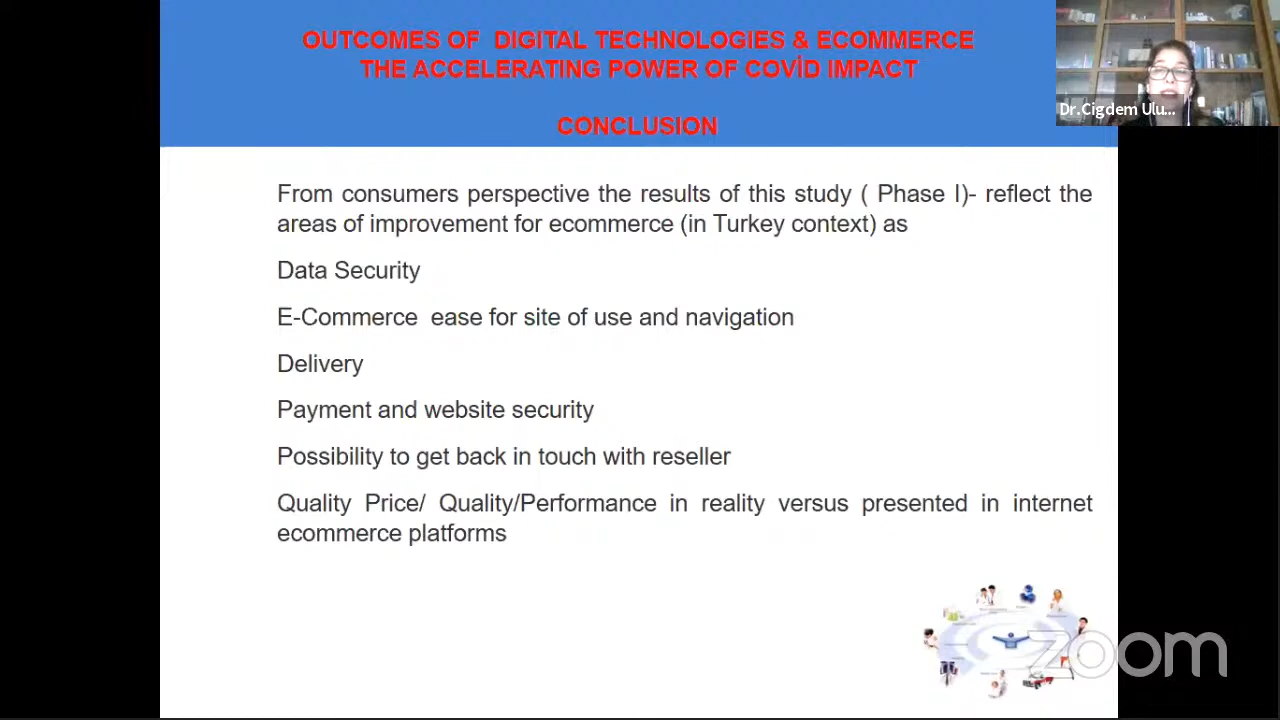 OUTCOMES OF DIGITAL TECHNOLOGIES & ECOMMERCE
THE ACCELERATING POWER OF COVİD IMPACT
CONCLUSION
Dr.Cigdem Ulu...
From consumers perspective the results of this study ( Phase I)- reflect the
areas of improvement for ecommerce (in Turkey context) as
Data Security
E-Commerce ease for site of use and navigation
Delivery
Payment and website security
Possibility to get back in touch with reseller
Quality Price/ Quality/Performance in reality versus presented in internet
ecommerce platforms
zoom